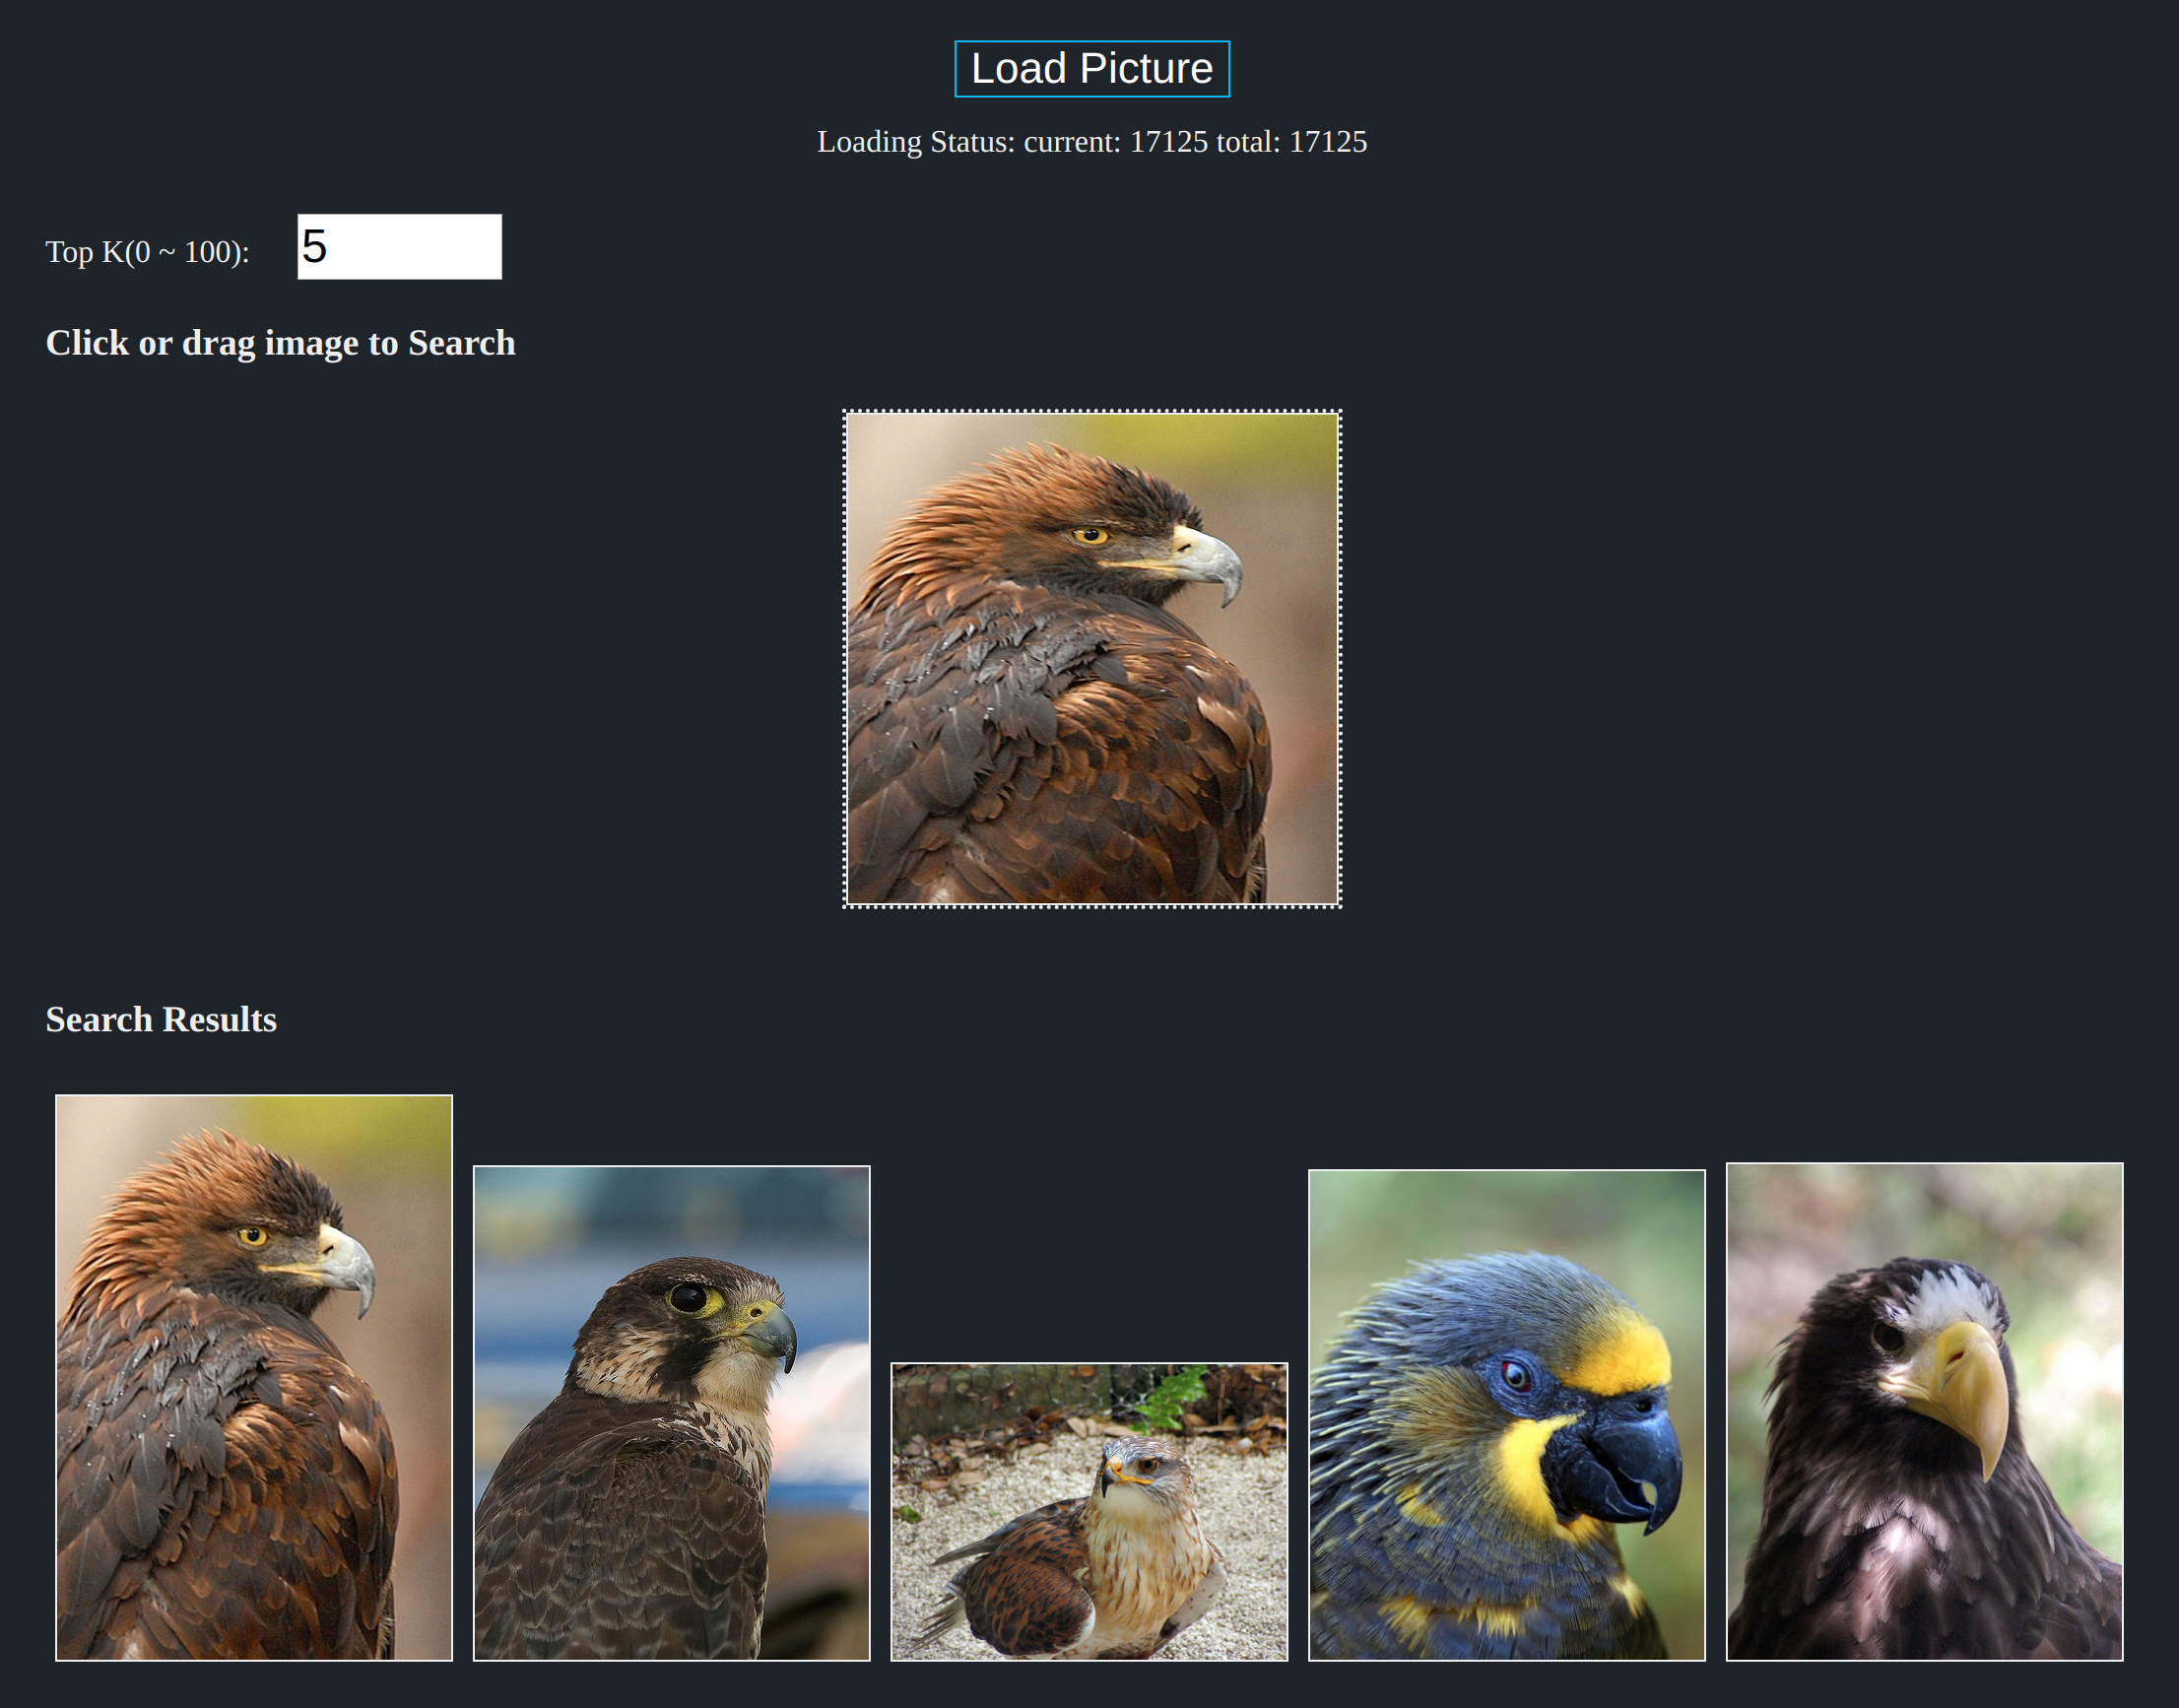 Load Picture
Loading Status: current: 17125 total: 17125
Top K(0 ~ 100): 5
Click or drag image to Search
Search Results